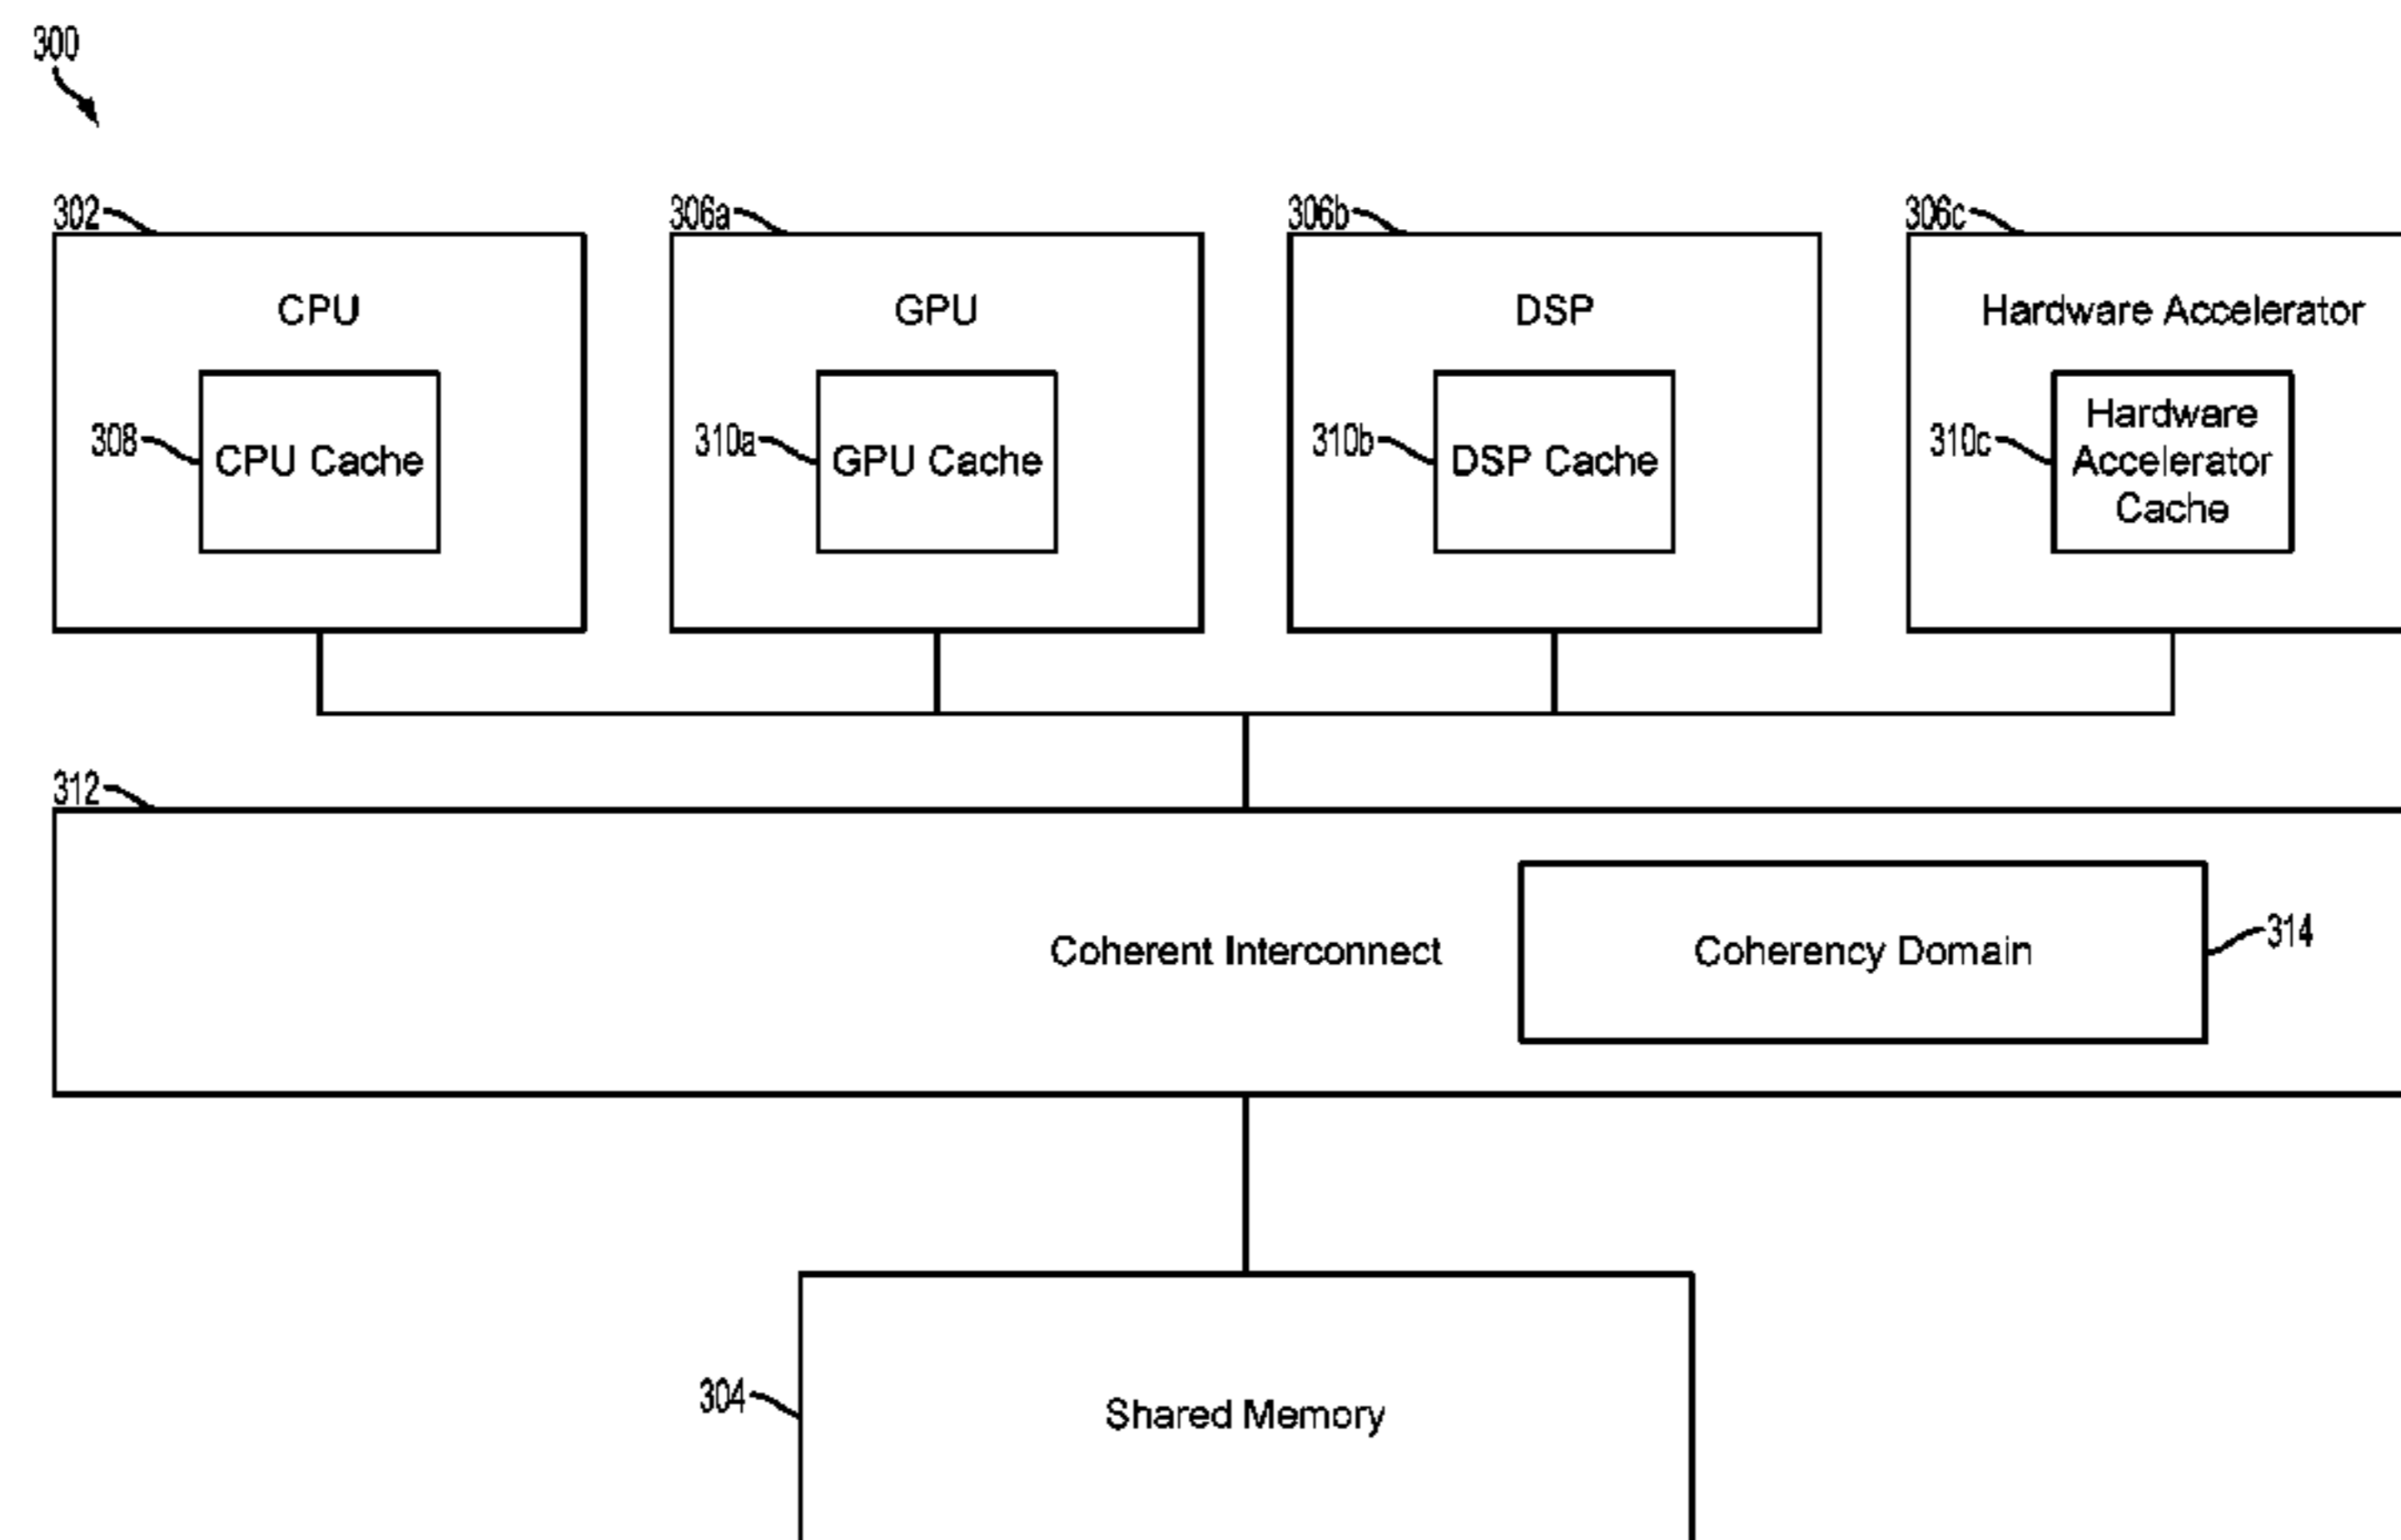 300
302
306a
306b
306c
CPU
GPU
DSP
Hardware Accelerator
308
CPU Cache
310a
GPU Cache
310b
DSP Cache
310c
Hardware
Accelerator
Cache
312
Coherent Interconnect
Coherency Domain
314
304
Shared Memory